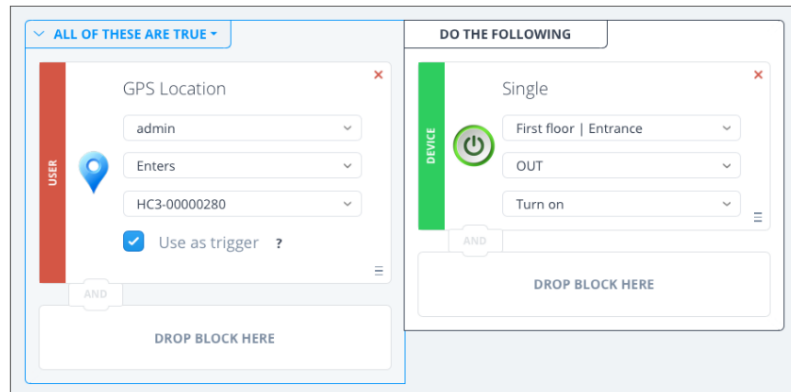 ALL OF THESE ARE TRUE
DO THE FOLLOWING
USER
GPS Location
admin
Enters
HC3-00000280
Use as trigger ?
AND
DROP BLOCK HERE
DEVICE
Single
First floor | Entrance
OUT
Turn on
AND
DROP BLOCK HERE